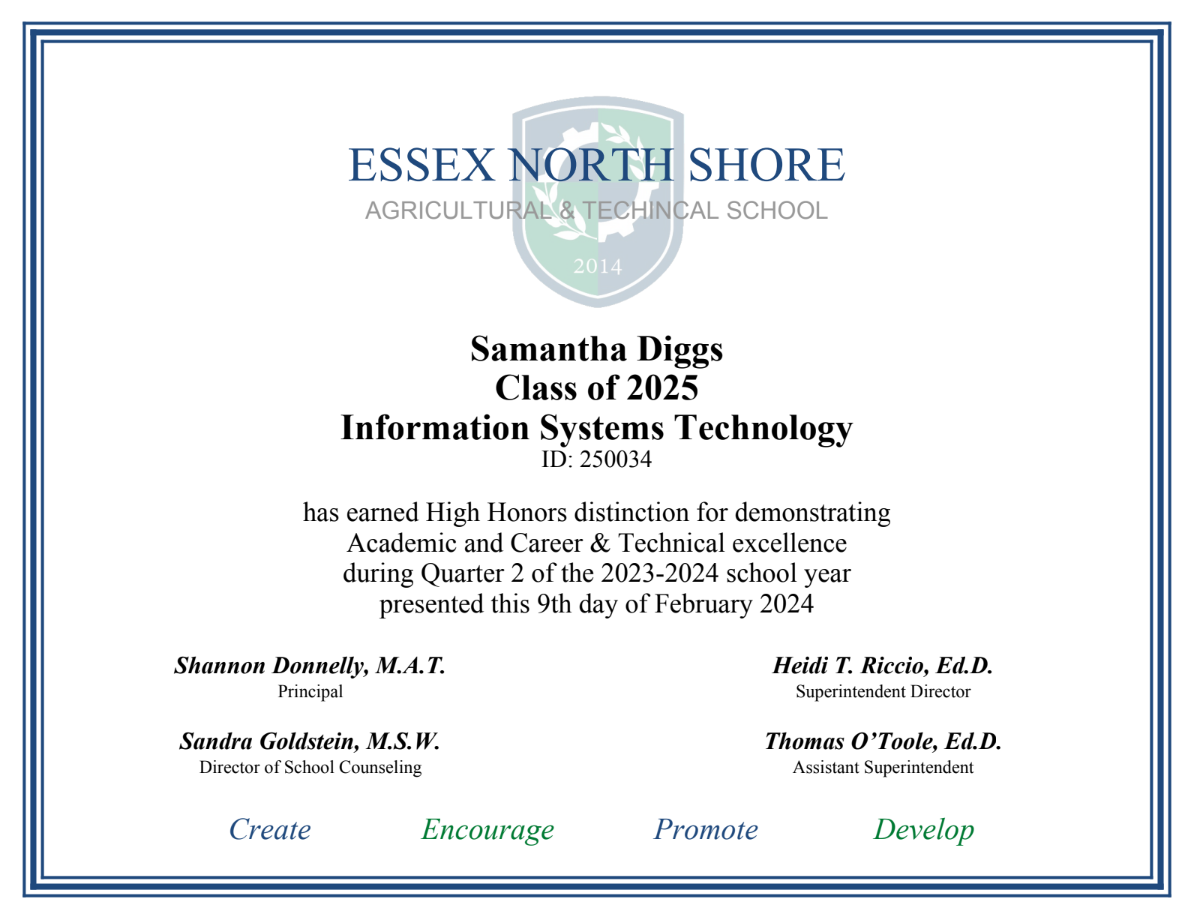 ESSEX NORTH SHORE
AGRICULTURAL & TECHINCAL SCHOOL
2014
Samantha Diggs
Class of 2025
Information Systems Technology
ID: 250034
has earned High Honors distinction for demonstrating
Academic and Career & Technical excellence
during Quarter 2 of the 2023-2024 school year
presented this 9th day of February 2024
Shannon Donnelly, M.A.T. Heidi T. Riccio, Ed.D.
Principal Superintendent Director
Sandra Goldstein, M.S.W. Thomas O’Toole, Ed.D.
Director of School Counseling Assistant Superintendent
Create Encourage Promote Develop